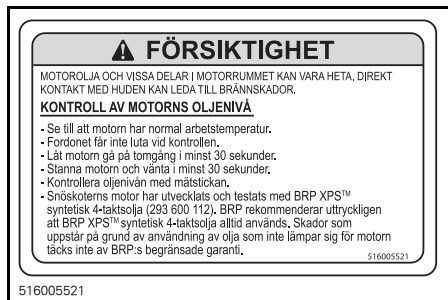 FÖRSIKTIGHET
MOTOROLJA OCH VISSA DELAR I MOTORRUMMET KAN VARA HETA, DIREKT
KONTAKT MED HUDEN KAN LEDA TILL BRÄNNSKADOR.
KONTROLL AV MOTORNS OLJENIVÅ
- Se till att motorn har normal arbetstemperatur.
- Fordonet får inte luta vid kontrollen.
- Låt motorn gå på tomgång i minst 30 sekunder.
- Stanna motorn och vänta i minst 30 sekunder.
- Kontrollera oljenivån med mätstickan.
- Snöskoterns motor har utvecklats och testats med BRP XPS™
syntetisk 4-taktsolja (293 600 112). BRP rekommenderar uttryckligen
att BRP XPS™ syntetisk 4-taktsolja alltid används. Skador som
uppstår på grund av användning av olja som inte lämpar sig för motorn
täcks inte av BRP:s begränsade garanti.
516005521
516005521